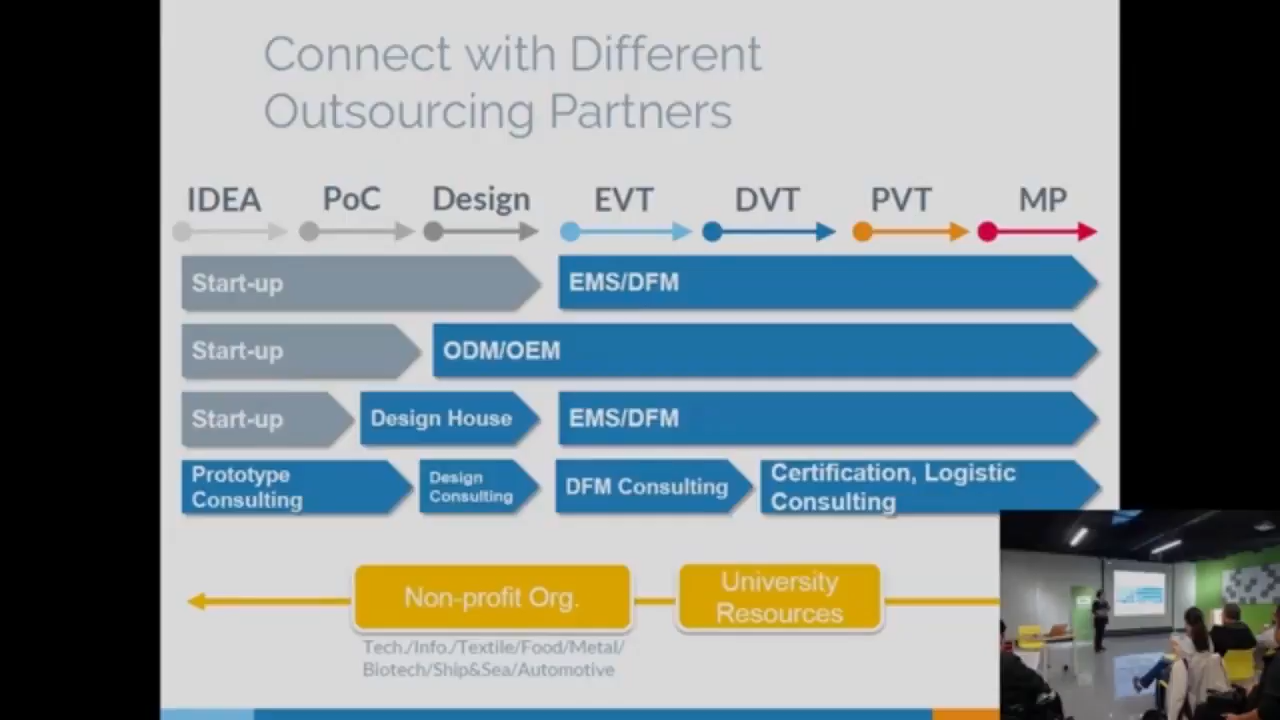 Connect with Different
Outsourcing Partners
IDEA PoC Design EVT DVT PVT MP
Start-up EMS/DFM
Start-up ODM/OEM
Start-up Design House EMS/DFM
Prototype
Consulting
Design
Consulting
DFM Consulting
Certification, Logistic
Consulting
Non-profit Org.
University
Resources
Tech./Info./Textile/Food/Metal/
Biotech/Ship&Sea/Automotive